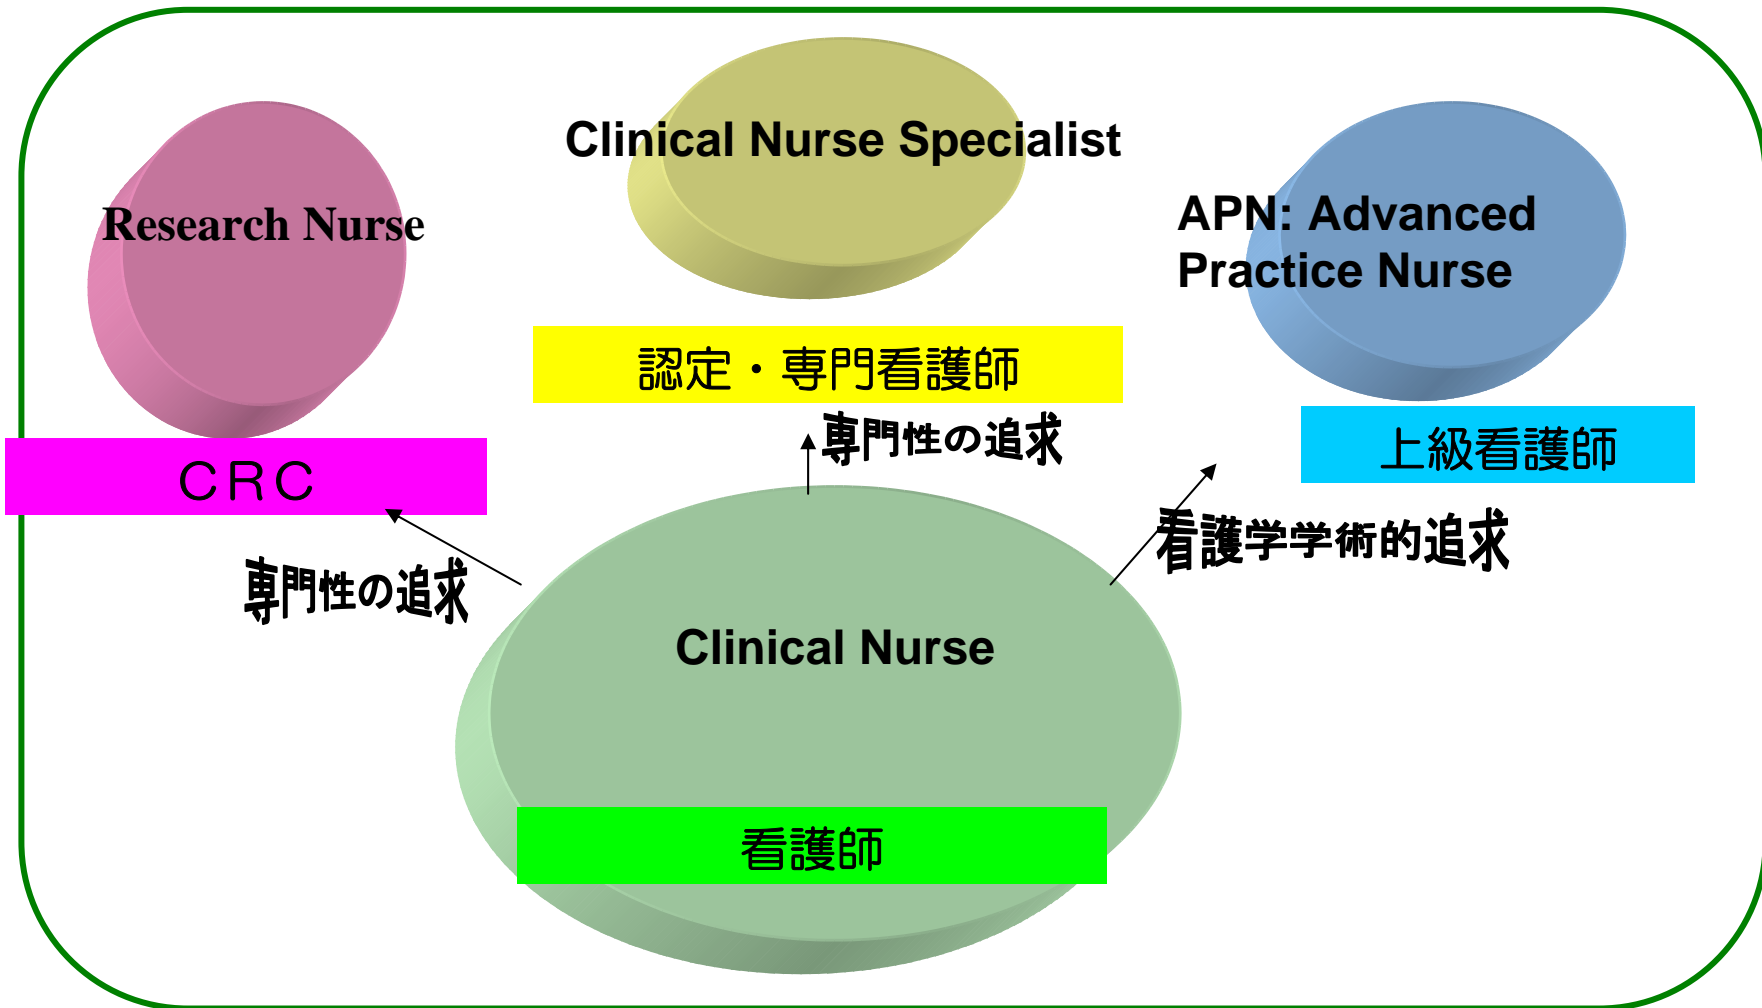 Clinical Nurse Specialist
Research Nurse
APN: Advanced
Practice Nurse
認定・専門看護師
専門性の追求
上級看護師
CRC
看護学学術的追求
専門性の追求
Clinical Nurse
看護師